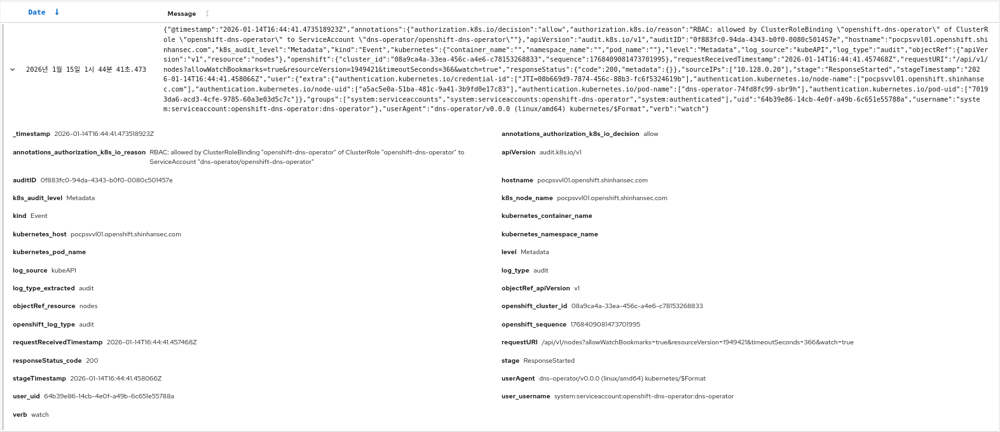 Date ↓ Message
{"@timestamp":"2026-01-14T16:44:41.473518923Z","annotations":{"authorization.k8s.io/decision":"allow","authorization.k8s.io/reason":"RBAC: allowed by ClusterRoleBinding \"openshift-dns-operator\" of ClusterR
ole \"openshift-dns-operator\" to ServiceAccount \"dns-operator/openshift-dns-operator\""},"apiVersion":"audit.k8s.io/v1","auditID":"0f883fc0-94da-4343-b0f0-0080c501457e","hostname":"pocpsvvl01.openshift.shi
nhansec.com","k8s_audit_level":"Metadata","kind":"Event","kubernetes":{"container_name":"","namespace_name":"","pod_name":""},"level":"Metadata","log_source":"kubeAPI","log_type":"audit","objectRef":{"apiVer
sion":"v1","resource":"nodes"},"openshift":{"cluster_id":"08a9ca4a-33ea-456c-a4e6-c78153268833","sequence":1768409081473701995},"requestReceivedTimestamp":"2026-01-14T16:44:41.457468Z","requestURI":"/api/v1/
2026년 1월 15일 1시 44분 41초.473 nodes?allowWatchBookmarks=true&resourceVersion=1949421&timeoutSeconds=366&watch=true","responseStatus":{"code":200,"metadata":{}},"sourceIPs":["10.128.0.20"],"stage":"ResponseStarted","stageTimestamp":"202
6-01-14T16:44:41.458066Z","user":{"extra":{"authentication.kubernetes.io/credential-id":["JTI=08b669d9-7874-456c-88b3-fc6f5324619b"],"authentication.kubernetes.io/node-name":["pocpsvvl01.openshift.shinhanse
c.com"],"authentication.kubernetes.io/node-uid":["a5ac5e0a-51ba-481c-9a41-3b9fd0e17c83"],"authentication.kubernetes.io/pod-name":["dns-operator-74fd8fc99-sbr9h"],"authentication.kubernetes.io/pod-uid":["7019
3da6-acd3-4cfe-9785-60a3e03d5c7c"]},"groups":["system:serviceaccounts","system:serviceaccounts:openshift-dns-operator","system:authenticated"],"uid":"64b39e86-14cb-4e0f-a49b-6c651e55788a","username":"syste
m:serviceaccount:openshift-dns-operator:dns-operator"},"userAgent":"dns-operator/v0.0.0 (linux/amd64) kubernetes/$Format","verb":"watch"}
_timestamp 2026-01-14T16:44:41.473518923Z annotations_authorization_k8s_io_decision allow
annotations_authorization_k8s_io_reason RBAC: allowed by ClusterRoleBinding "openshift-dns-operator" of ClusterRole "openshift-dns-operator" to apiVersion audit.k8s.io/v1
ServiceAccount "dns-operator/openshift-dns-operator"
auditID 0f883fc0-94da-4343-b0f0-0080c501457e hostname pocpsvvl01.openshift.shinhansec.com
k8s_audit_level Metadata k8s_node_name pocpsvvl01.openshift.shinhansec.com
kind Event kubernetes_container_name
kubernetes_host pocpsvvl01.openshift.shinhansec.com kubernetes_namespace_name
kubernetes_pod_name level Metadata
log_source kubeAPI log_type audit
log_type_extracted audit objectRef_apiVersion v1
objectRef_resource nodes openshift_cluster_id 08a9ca4a-33ea-456c-a4e6-c78153268833
openshift_log_type audit openshift_sequence 1768409081473701995
requestReceivedTimestamp 2026-01-14T16:44:41.457468Z requestURI /api/v1/nodes?allowWatchBookmarks=true&resourceVersion=1949421&timeoutSeconds=366&watch=true
responseStatus_code 200 stage ResponseStarted
stageTimestamp 2026-01-14T16:44:41.458066Z userAgent dns-operator/v0.0.0 (linux/amd64) kubernetes/$Format
user_uid 64b39e86-14cb-4e0f-a49b-6c651e55788a user_username system:serviceaccount:openshift-dns-operator:dns-operator
verb watch